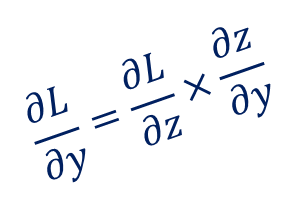 ∂L/∂y = ∂L/∂z × ∂z/∂y